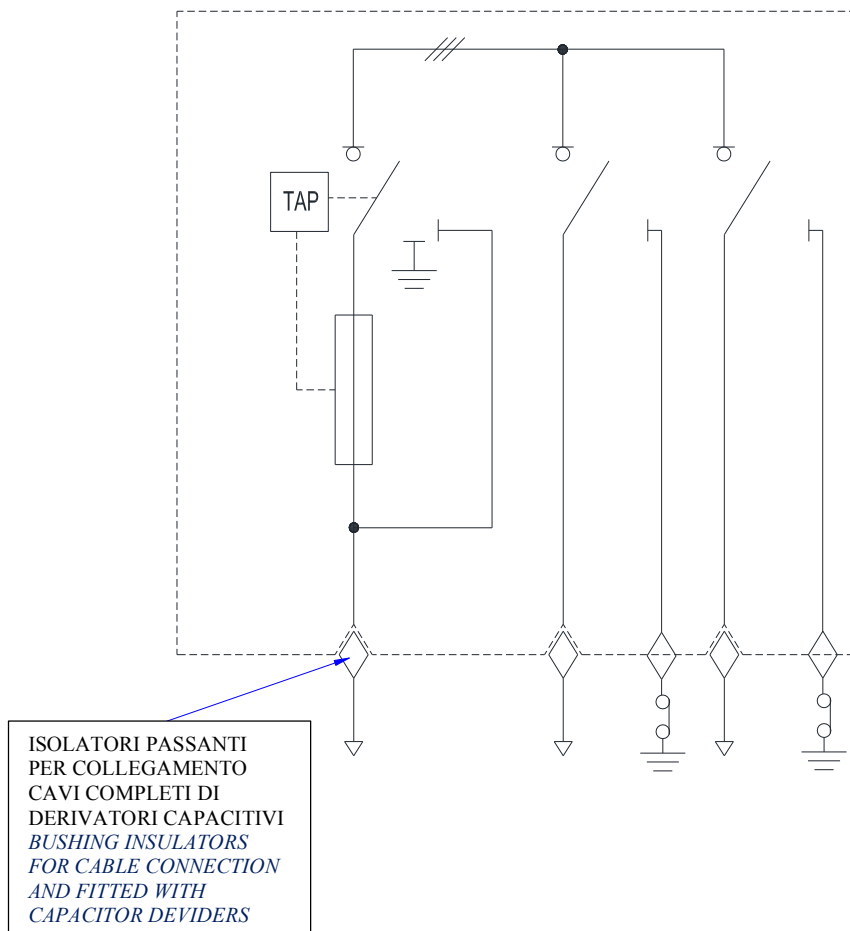 TAP
ISOLATORI PASSANTI
PER COLLEGAMENTO
CAVI COMPLETI DI
DERIVATORI CAPACITIVI
BUSHING INSULATORS
FOR CABLE CONNECTION
AND FITTED WITH
CAPACITOR DEVIDERS